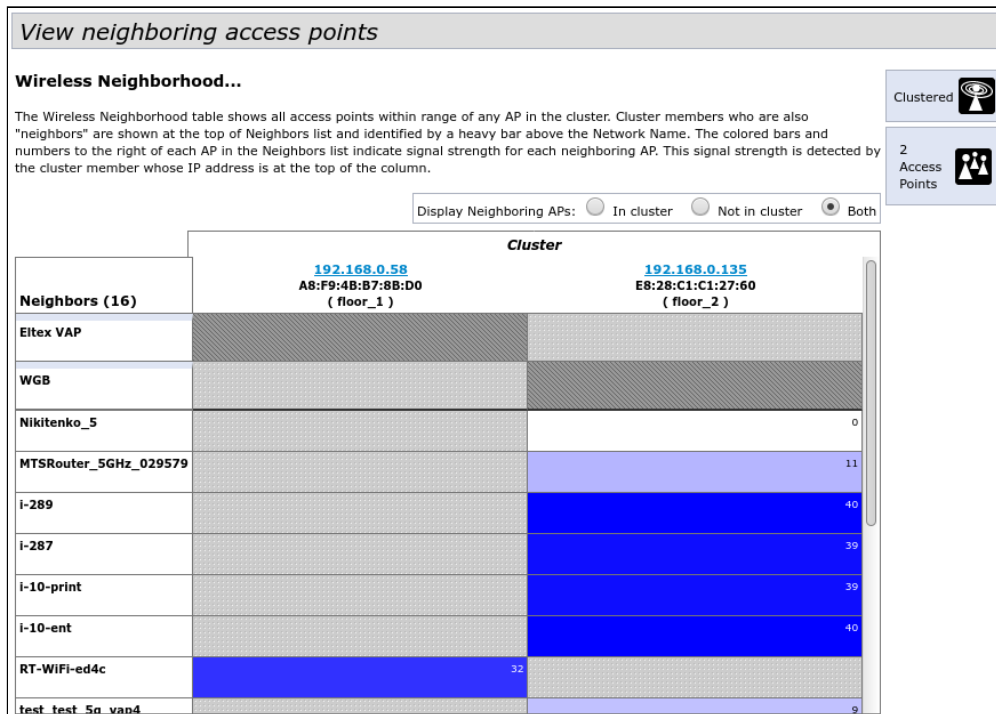 View neighboring access points
Wireless Neighborhood...
The Wireless Neighborhood table shows all access points within range of any AP in the cluster. Cluster members who are also
"neighbors" are shown at the top of Neighbors list and identified by a heavy bar above the Network Name. The colored bars and
numbers to the right of each AP in the Neighbors list indicate signal strength for each neighboring AP. This signal strength is detected by
the cluster member whose IP address is at the top of the column.
Clustered
2
Access
Points
Display Neighboring APs: In cluster Not in cluster Both
Cluster
Neighbors (16)
192.168.0.58
A8:F9:4B:B7:8B:D0
( floor_1 )
192.168.0.135
E8:28:C1:C1:27:60
( floor_2 )
Eltex VAP
WGB
Nikitenko_5 0
MTSRouter_5GHz_029579 11
i-289 40
i-287 39
i-10-print 39
i-10-ent 40
RT-WiFi-ed4c 32
test_test_5g_vap4 9